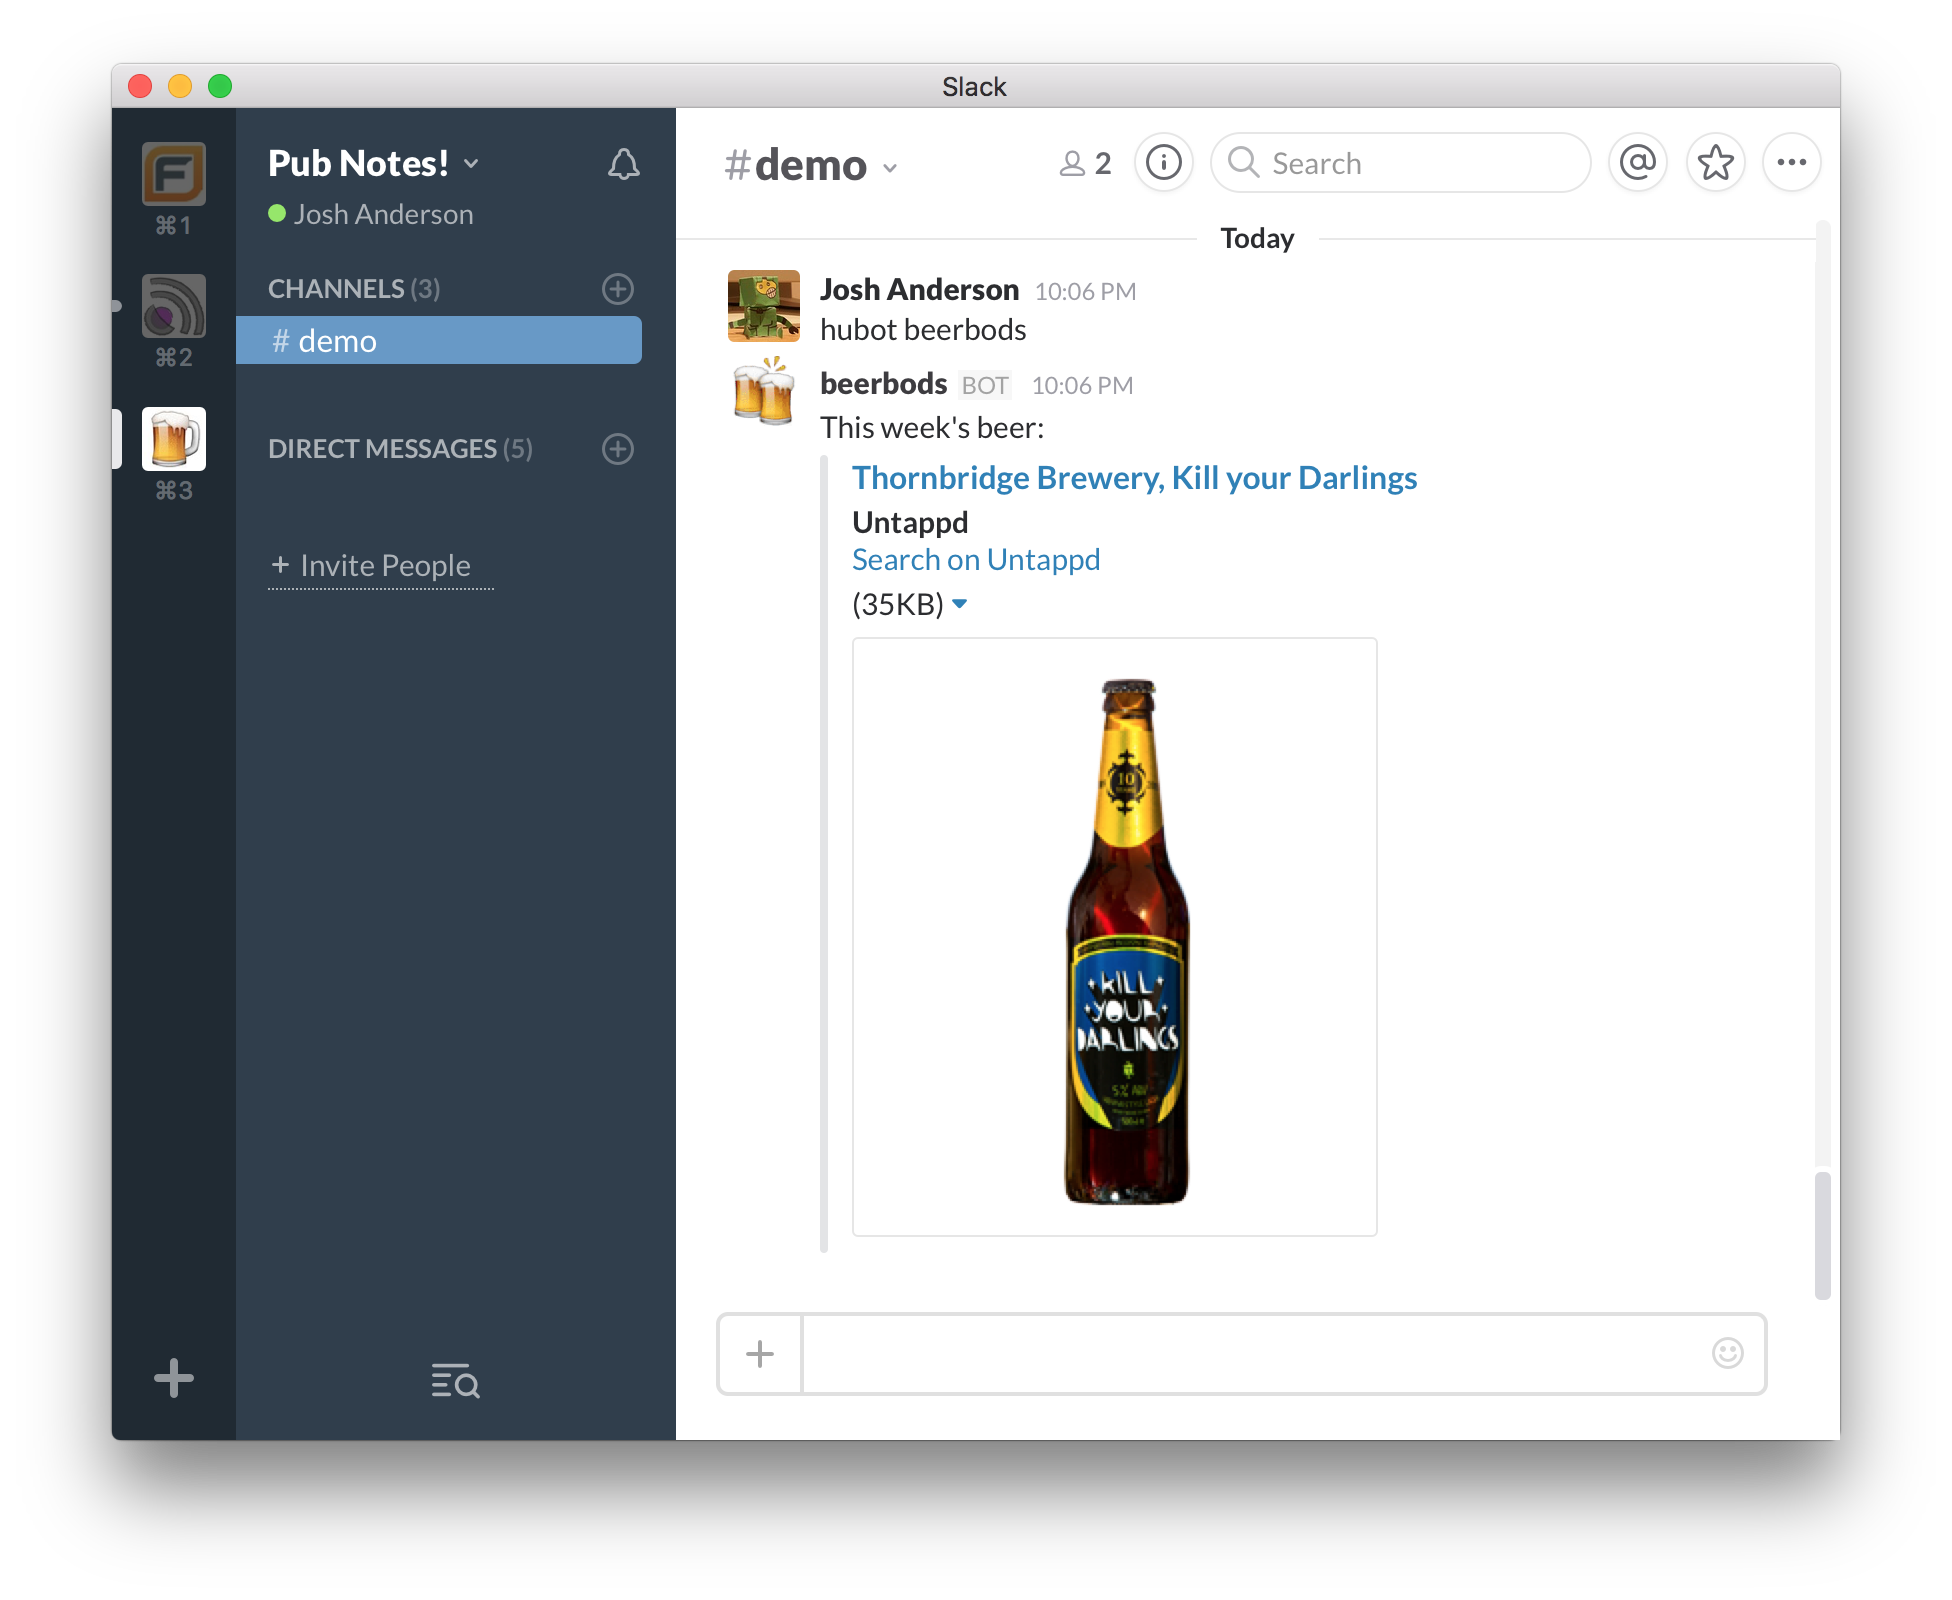 Slack
F
⌘1
⌘2
⌘3
Pub Notes!
Josh Anderson
CHANNELS (3)
# demo
DIRECT MESSAGES (5)
+ Invite People
#demo
2
Search
Today
Josh Anderson 10:06 PM
hubot beerbods
beerbods BOT 10:06 PM
This week's beer:
Thornbridge Brewery, Kill your Darlings
Untappd
Search on Untappd
(35KB)
10
KILL
YOUR
DARLINGS